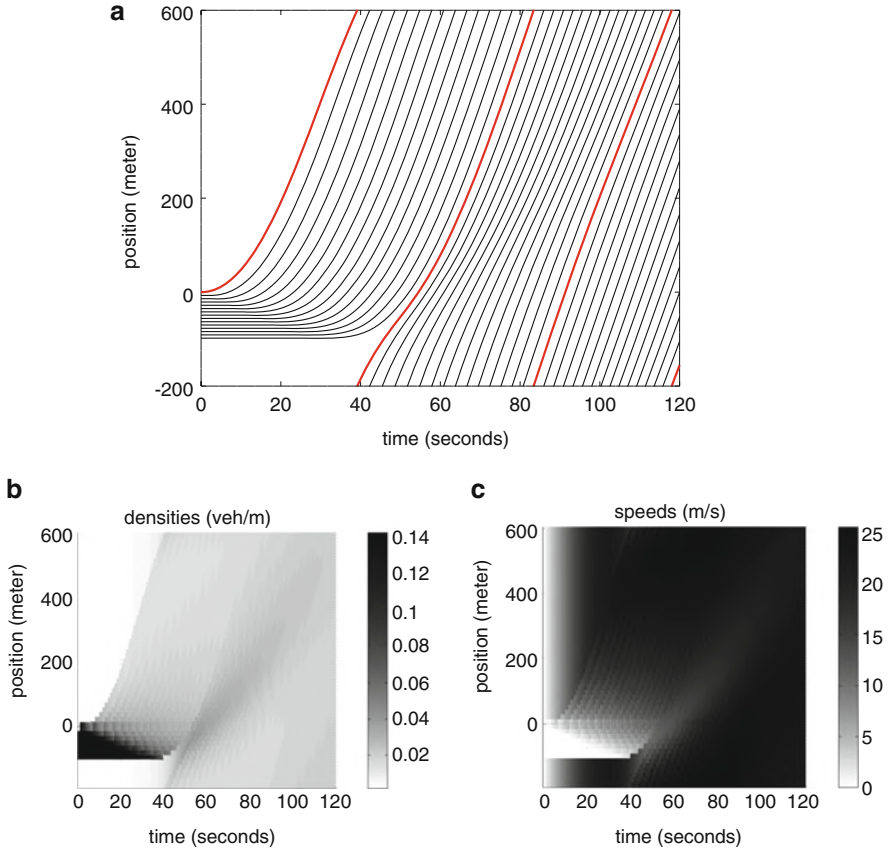 a
600
400
200
0
-200
position (meter)
0 20 40 60 80 100 120
time (seconds)
b
densities (veh/m)
600
400
200
0
position (meter)
0 20 40 60 80 100 120
time (seconds)
0.14
0.12
0.1
0.08
0.06
0.04
0.02
c
speeds (m/s)
600
400
200
0
position (meter)
0 20 40 60 80 100 120
time (seconds)
25
20
15
10
5
0